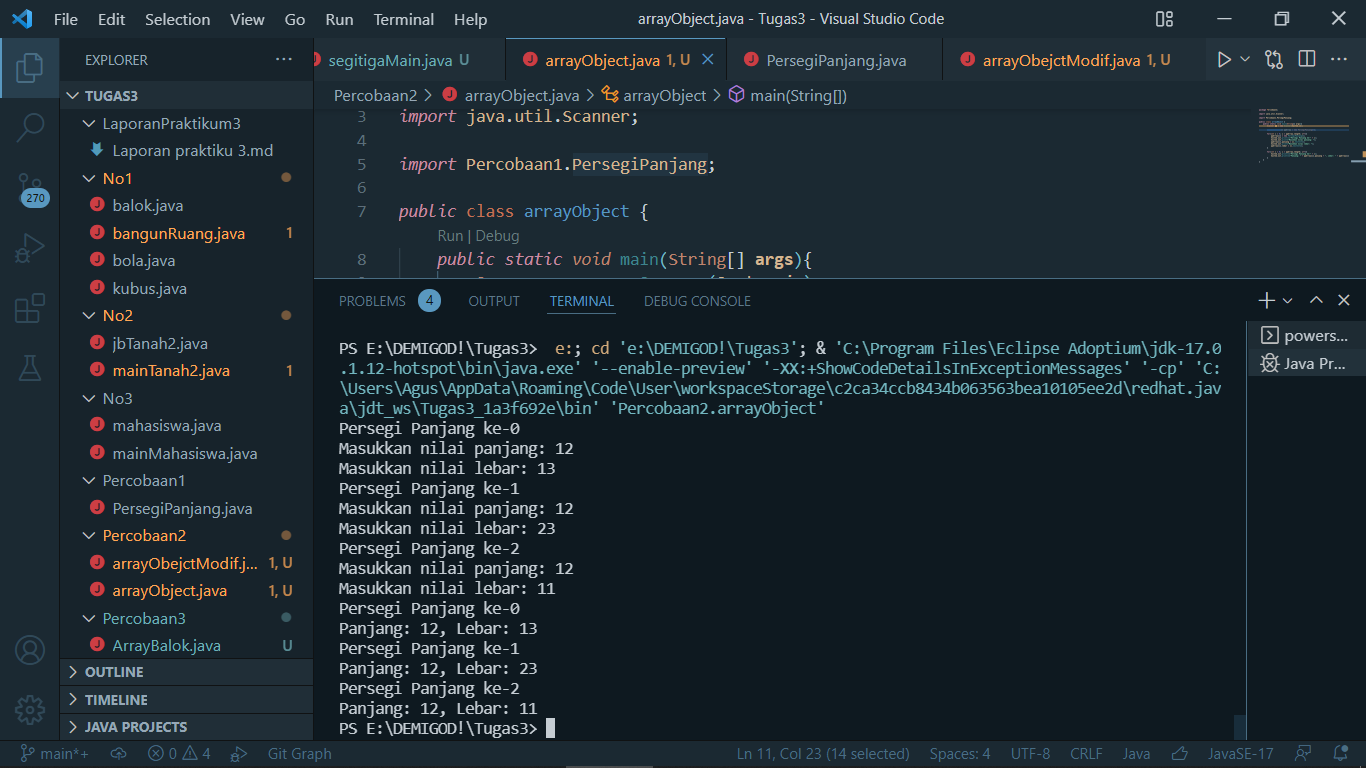 File Edit Selection View Go Run Terminal Help
arrayObject.java - Tugas3 - Visual Studio Code
EXPLORER
segitigaMain.java U
arrayObject.java 1, U
PersegiPanjang.java
arrayObejctModif.java 1, U
Percobaan2 > arrayObject.java > arrayObject > main(String[])
270
TUGAS3
LaporanPraktikum3
Laporan praktiku 3.md
No1
balok.java
bangunRuang.java 1
bola.java
kubus.java
No2
jbTanah2.java
mainTanah2.java 1
No3
mahasiswa.java
mainMahasiswa.java
Percobaan1
PersegiPanjang.java
Percobaan2
arrayObejctModif.j... 1, U
arrayObject.java 1, U
Percobaan3
ArrayBalok.java U
OUTLINE
TIMELINE
JAVA PROJECTS
3 import java.util.Scanner;
4
5 import Percobaan1.PersegiPanjang;
6
7 public class arrayObject {
Run | Debug
8 public static void main(String[] args){
PROBLEMS 4 OUTPUT TERMINAL DEBUG CONSOLE
powers...
Java Pr...
PS E:\DEMIGOD!\Tugas3>  e:; cd 'e:\DEMIGOD!\Tugas3'; & 'C:\Program Files\Eclipse Adoptium\jdk-17.0
.1.12-hotspot\bin\java.exe' '--enable-preview' '-XX:+ShowCodeDetailsInExceptionMessages' '-cp' 'C:
\Users\Agus\AppData\Roaming\Code\User\workspaceStorage\c2ca34ccb8434b063563bea10105ee2d\redhat.jav
a\jdt_ws\Tugas3_1a3f692e\bin' 'Percobaan2.arrayObject'
Persegi Panjang ke-0
Masukkan nilai panjang: 12
Masukkan nilai lebar: 13
Persegi Panjang ke-1
Masukkan nilai panjang: 12
Masukkan nilai lebar: 23
Persegi Panjang ke-2
Masukkan nilai panjang: 12
Masukkan nilai lebar: 11
Persegi Panjang ke-0
Panjang: 12, Lebar: 13
Persegi Panjang ke-1
Panjang: 12, Lebar: 23
Persegi Panjang ke-2
Panjang: 12, Lebar: 11
PS E:\DEMIGOD!\Tugas3>
main*+ 0 4 Git Graph Ln 11, Col 23 (14 selected) Spaces: 4 UTF-8 CRLF Java JavaSE-17